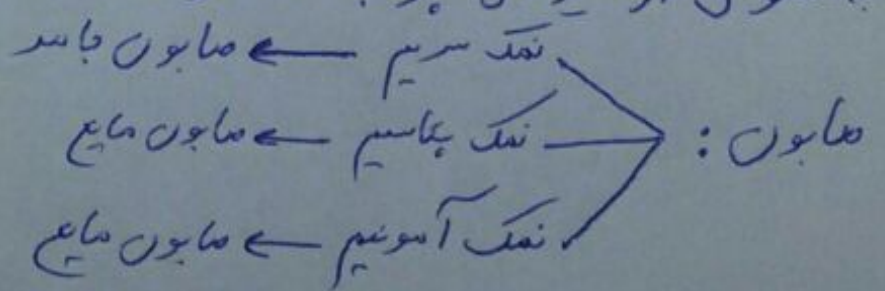 نمک سدیم ← صابون جامد
صابون : نمک پتاسیم ← صابون مایع
نمک آمونیم ← صابون مایع